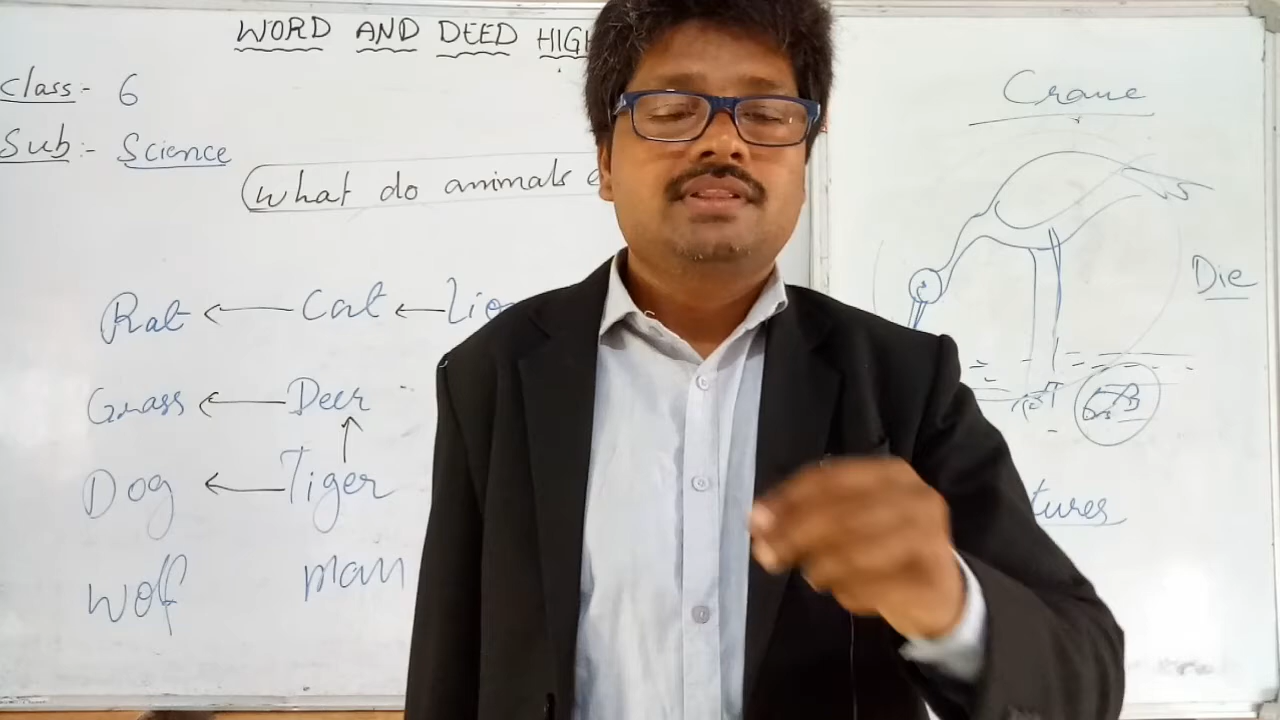 WORD AND DEED HIGH
Class:- 6
Sub:- Science
What do animals e
Crane
Die
Rat ← Cat ← Lio
Grass ← Deer
↑
Dog ← Tiger
Wolf man
tures